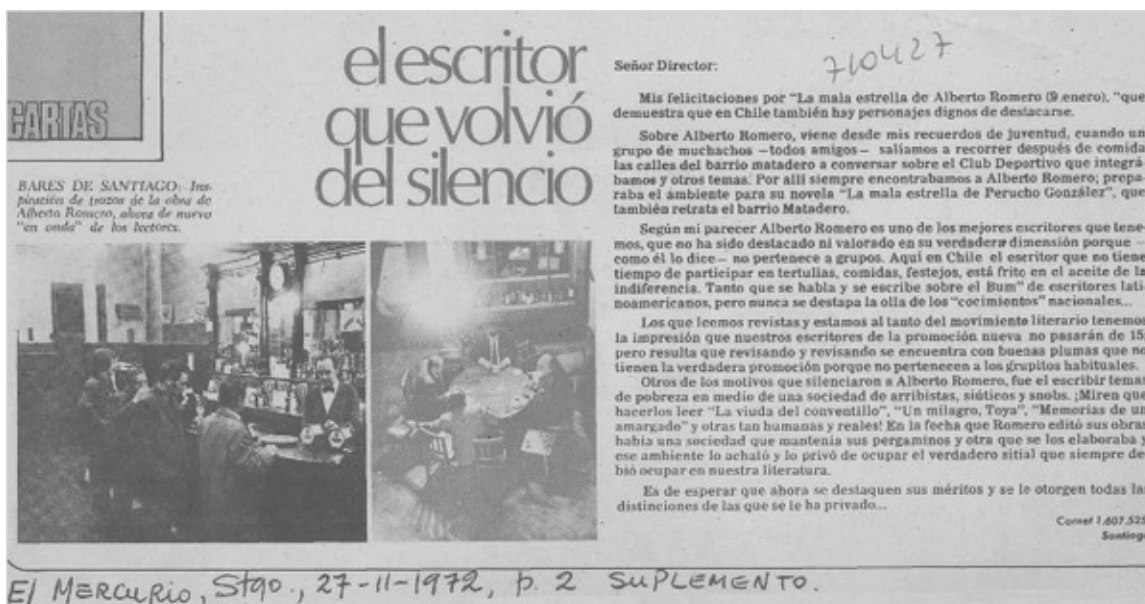 CARTAS
BARES DE SANTIAGO: Ins-
piración de trozos de la obra de
Alberto Romero, ahora de nuevo
"en onda" de los lectores.
el escritor
que volvió
del silencio
710427
Señor Director:
Mis felicitaciones por "La mala estrella de Alberto Romero (9 enero), "que
demuestra que en Chile también hay personajes dignos de destacarse.
Sobre Alberto Romero, viene desde mis recuerdos de juventud, cuando un
grupo de muchachos —todos amigos— salíamos a recorrer después de comida
las calles del barrio matadero a conversar sobre el Club Deportivo que integrá-
bamos y otros temas. Por allí siempre encontrabamos a Alberto Romero; prepa-
raba el ambiente para su novela "La mala estrella de Perucho González", que
también retrata el barrio Matadero.
Según mi parecer Alberto Romero es uno de los mejores escritores que tene-
mos, que no ha sido destacado ni valorado en su verdadera dimensión porque —
como él lo dice— no pertenece a grupos. Aquí en Chile el escritor que no tiene
tiempo de participar en tertulias, comidas, festejos, está frito en el aceite de la
indiferencia. Tanto que se habla y se escribe sobre el Bum" de escritores lati-
noamericanos, pero nunca se destapa la olla de los "cocimientos" nacionales...
Los que leemos revistas y estamos al tanto del movimiento literario tenemos
la impresión que nuestros escritores de la promoción nueva no pasarán de 15,
pero resulta que revisando y revisando se encuentra con buenas plumas que no
tienen la verdadera promoción porque no pertenecen a los grupitos habituales.
Otros de los motivos que silenciaron a Alberto Romero, fue el escribir temas
de pobreza en medio de una sociedad de arribistas, siúticos y snobs. ¡Miren que
hacerlos leer "La viuda del conventillo", "Un milagro, Toya", "Memorias de un
amargado" y otras tan humanas y reales! En la fecha que Romero editó sus obras
había una sociedad que mantenía sus pergaminos y otra que se los elaboraba y
ese ambiente lo acható y lo privó de ocupar el verdadero sitial que siempre de-
bió ocupar en nuestra literatura.
Es de esperar que ahora se destaquen sus méritos y se le otorgen todas las
distinciones de las que se le ha privado...
Carnet 1.607.525
Santiago
El MERCURIO, Stgo., 27-11-1972, p. 2 SUPLEMENTO.